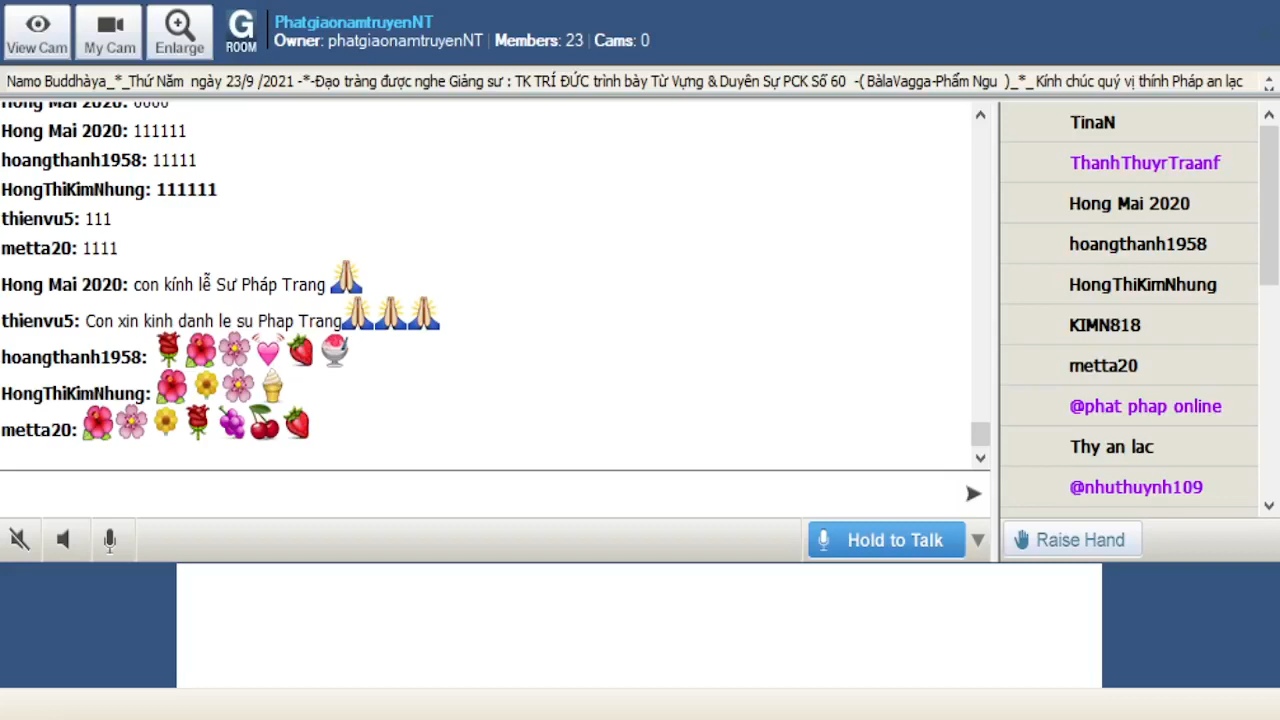 View Cam
My Cam
Enlarge
G
ROOM
PhatgiaonamtruyenNT
Owner: phatgiaonamtruyenNT | Members: 23 | Cams: 0
Namo Buddhàya_*_Thứ Năm ngày 23/9 /2021 -*-Đạo tràng được nghe Giảng sư : TK TRÍ ĐỨC trình bày Từ Vựng & Duyên Sự PCK Số 60 -( BàlaVagga-Phẩm Ngu )_*_ Kính chúc quý vị thính Pháp an lạc
Hong Mai 2020:
Hong Mai 2020: 111111
hoangthanh1958: 11111
HongThiKimNhung: 111111
thienvu5: 111
metta20: 1111
Hong Mai 2020: con kính lễ Sư Pháp Trang
thienvu5: Con xin kinh danh le su Phap Trang
hoangthanh1958:
HongThiKimNhung:
metta20:
TinaN
ThanhThuyrTraanf
Hong Mai 2020
hoangthanh1958
HongThiKimNhung
KIMN818
metta20
@phat phap online
Thy an lac
@nhuthuynh109
Hold to Talk
Raise Hand